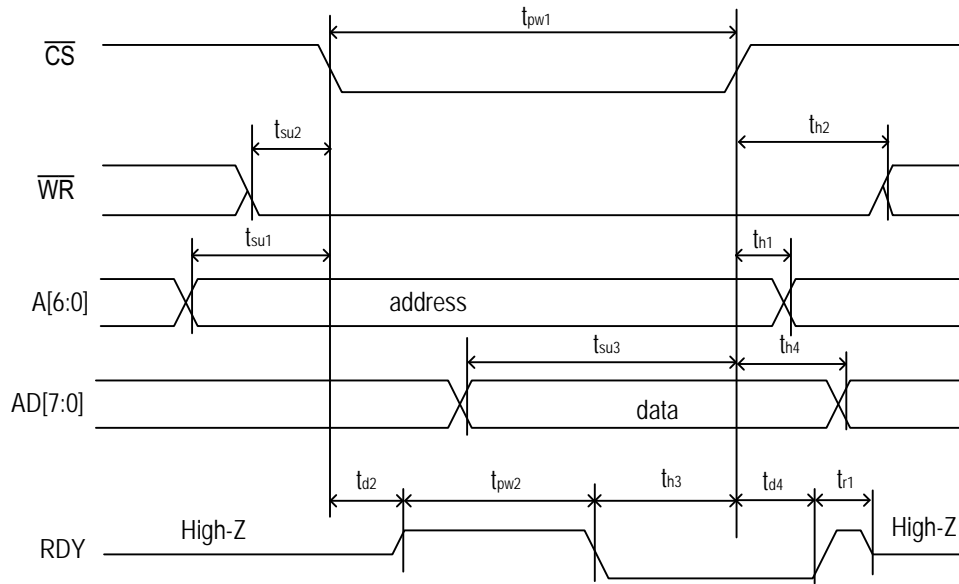 tpw1
CS
tsu2
th2
WR
tsu1
th1
A[6:0]
address
tsu3
th4
AD[7:0]
data
td2
tpw2
th3
td4
tr1
High-Z
High-Z
RDY